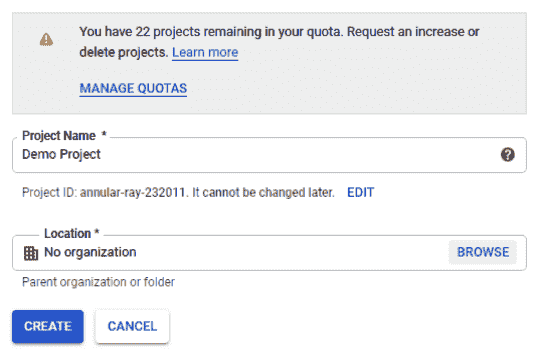 You have 22 projects remaining in your quota. Request an increase or
delete projects. Learn more
MANAGE QUOTAS
Project Name *
Demo Project
Project ID: annular-ray-232011. It cannot be changed later. EDIT
Location *
No organization BROWSE
Parent organization or folder
CREATE CANCEL